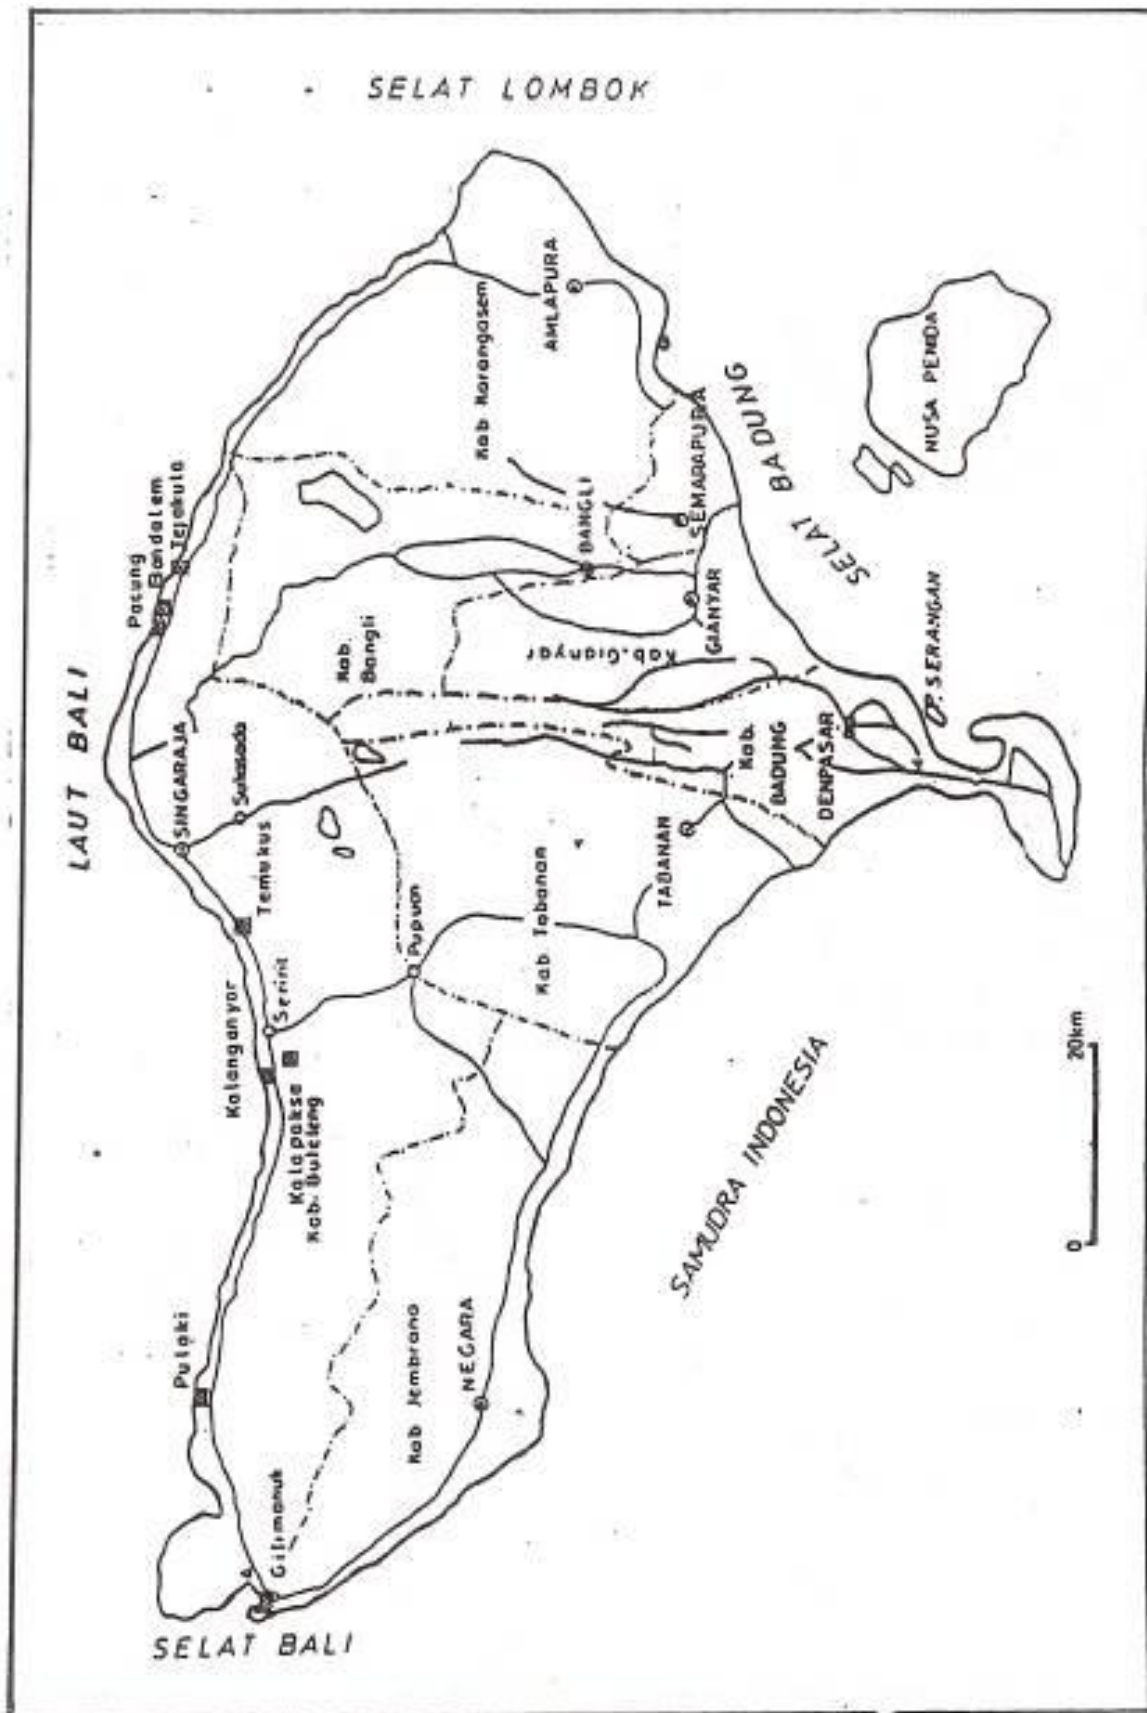 SELAT LOMBOK
LAUT BALI
Pacung
Bondalem
Tejakula
Kab Karangasem
AMLAPURA
SELAT BADUNG
NUSA PENIDA
BANGLI
SEMARAPURA
Kab.
Bangli
Kab. Gianyar
GIANYAR
P. SERANGAN
SINGARAJA
Sukasada
Kab.
BADUNG
DENPASAR
Temukus
TABANAN
Pupuan
Kab Tabanan
Kalanganyar
Seririt
Kalapaksa
Kab. Buleleng
SAMUDRA INDONESIA
0
20km
Pulaki
Kab Jembrana
NEGARA
Gilimanuk
SELAT BALI